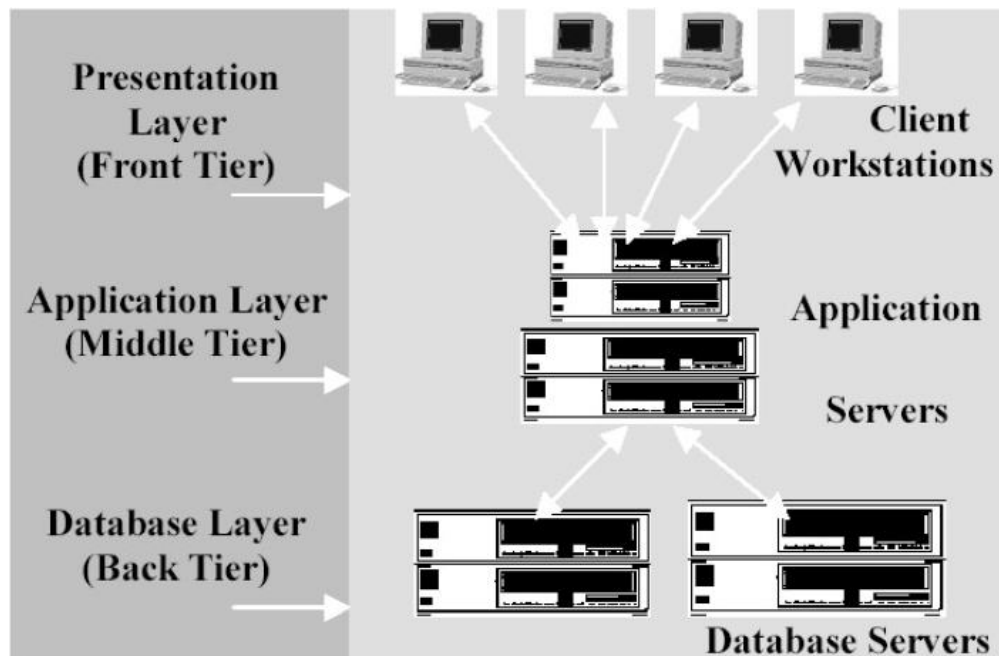 Presentation
Layer
(Front Tier)
Client
Workstations
Application Layer
(Middle Tier)
Application
Servers
Database Layer
(Back Tier)
Database Servers